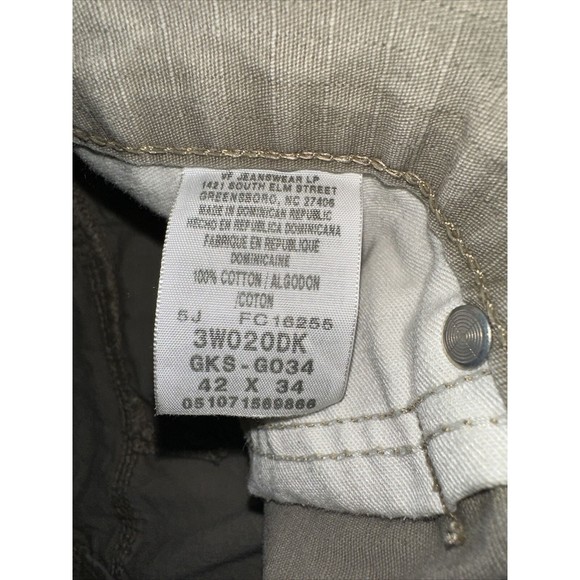 VF JEANSWEAR LP
1421 SOUTH ELM STREET
GREENSBORO, NC 27406
MADE IN DOMINICAN REPUBLIC
HECHO EN REPUBLICA DOMINICANA
FABRIQUE EN REPUBLIQUE
DOMINICAINE
100% COTTON / ALGODON
/COTON
5J FC16255
3W020DK
GKS-G034
42 X 34
051071569866